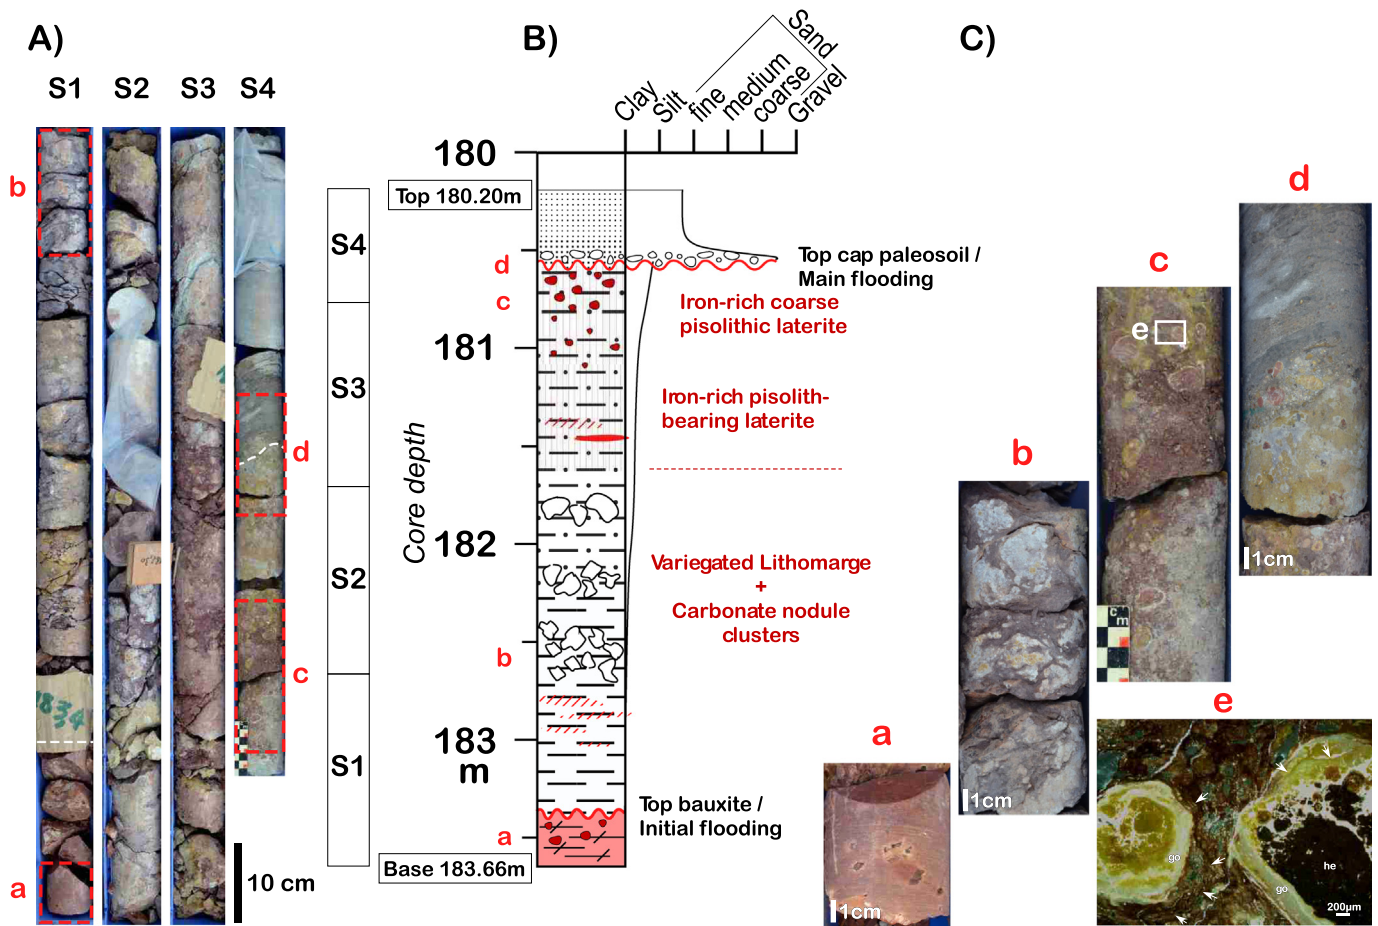 A)
B)
C)
S1
S2
S3
S4
b
a
d
c
10 cm
Clay
Silt
fine
medium
coarse
Gravel
Sand
180
Top 180.20m
S4
S3
S2
S1
d
c
b
a
181
182
183
m
Core depth
Base 183.66m
Top cap paleosoil /
Main flooding
Iron-rich coarse
pisolithic laterite
Iron-rich pisolith-
bearing laterite
Variegated Lithomarge
+
Carbonate nodule
clusters
Top bauxite /
Initial flooding
a
1cm
b
1cm
c
e
c
m
d
1cm
e
go
go
he
200µm